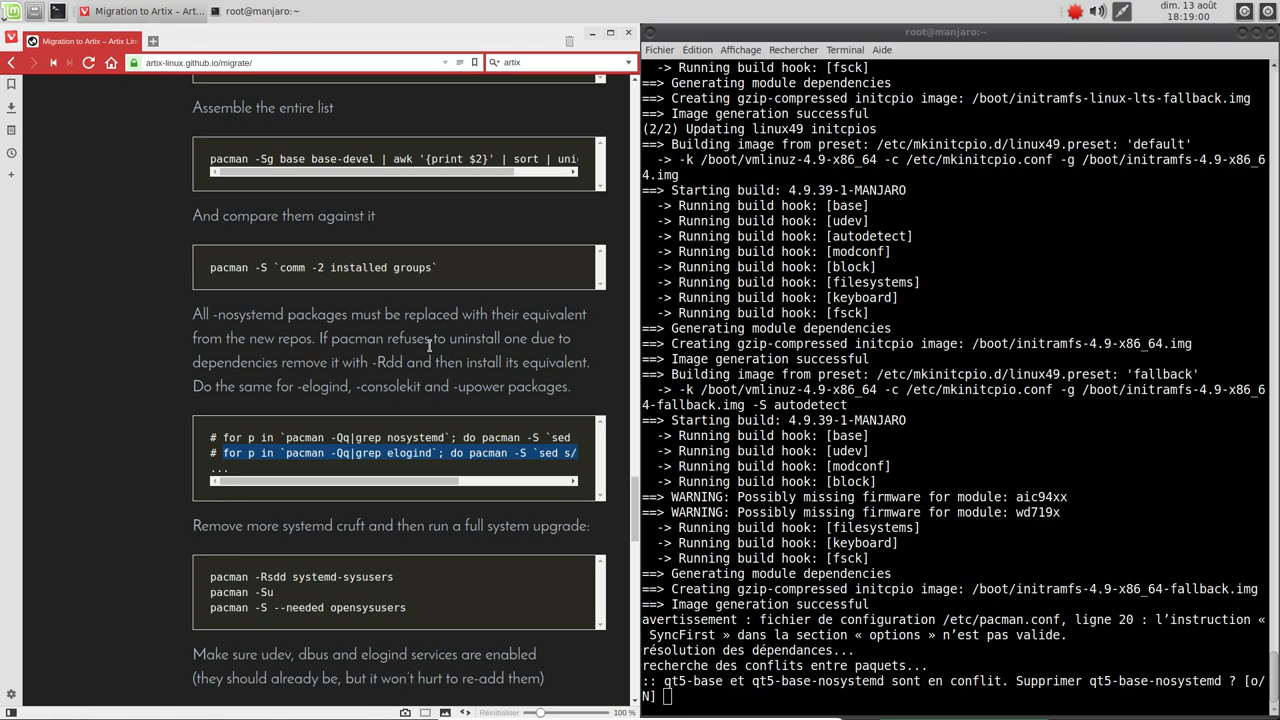 Migration to Artix – Art...
root@manjaro:~
dim. 13 août
18:19:00
Migration to Artix – Artix Lin
artix-linux.github.io/migrate/
artix
Assemble the entire list
pacman -Sg base base-devel | awk '{print $2}' | sort | uni
And compare them against it
pacman -S `comm -2 installed groups`
All -nosystemd packages must be replaced with their equivalent
from the new repos. If pacman refuses to uninstall one due to
dependencies remove it with -Rdd and then install its equivalent.
Do the same for -elogind, -consolekit and -upower packages.
# for p in `pacman -Qq|grep nosystemd`; do pacman -S `sed
# for p in `pacman -Qq|grep elogind`; do pacman -S `sed s/
...
Remove more systemd cruft and then run a full system upgrade:
pacman -Rsdd systemd-sysusers
pacman -Su
pacman -S --needed opensysusers
Make sure udev, dbus and elogind services are enabled
(they should already be, but it won't hurt to re-add them)
Réinitialiser
100 %
root@manjaro:~
Fichier Édition Affichage Rechercher Terminal Aide
-> Running build hook: [fsck]
==> Generating module dependencies
==> Creating gzip-compressed initcpio image: /boot/initramfs-linux-lts-fallback.img
==> Image generation successful
(2/2) Updating linux49 initcpios
==> Building image from preset: /etc/mkinitcpio.d/linux49.preset: 'default'
-> -k /boot/vmlinuz-4.9-x86_64 -c /etc/mkinitcpio.conf -g /boot/initramfs-4.9-x86_6
4.img
==> Starting build: 4.9.39-1-MANJARO
-> Running build hook: [base]
-> Running build hook: [udev]
-> Running build hook: [autodetect]
-> Running build hook: [modconf]
-> Running build hook: [block]
-> Running build hook: [filesystems]
-> Running build hook: [keyboard]
-> Running build hook: [fsck]
==> Generating module dependencies
==> Creating gzip-compressed initcpio image: /boot/initramfs-4.9-x86_64.img
==> Image generation successful
==> Building image from preset: /etc/mkinitcpio.d/linux49.preset: 'fallback'
-> -k /boot/vmlinuz-4.9-x86_64 -c /etc/mkinitcpio.conf -g /boot/initramfs-4.9-x86_6
4-fallback.img -S autodetect
==> Starting build: 4.9.39-1-MANJARO
-> Running build hook: [base]
-> Running build hook: [udev]
-> Running build hook: [modconf]
-> Running build hook: [block]
==> WARNING: Possibly missing firmware for module: aic94xx
==> WARNING: Possibly missing firmware for module: wd719x
-> Running build hook: [filesystems]
-> Running build hook: [keyboard]
-> Running build hook: [fsck]
==> Generating module dependencies
==> Creating gzip-compressed initcpio image: /boot/initramfs-4.9-x86_64-fallback.img
==> Image generation successful
avertissement : fichier de configuration /etc/pacman.conf, ligne 20 : l’instruction «
SyncFirst » dans la section « options » n’est pas valide.
résolution des dépendances...
recherche des conflits entre paquets...
:: qt5-base et qt5-base-nosystemd sont en conflit. Supprimer qt5-base-nosystemd ? [o/
N]